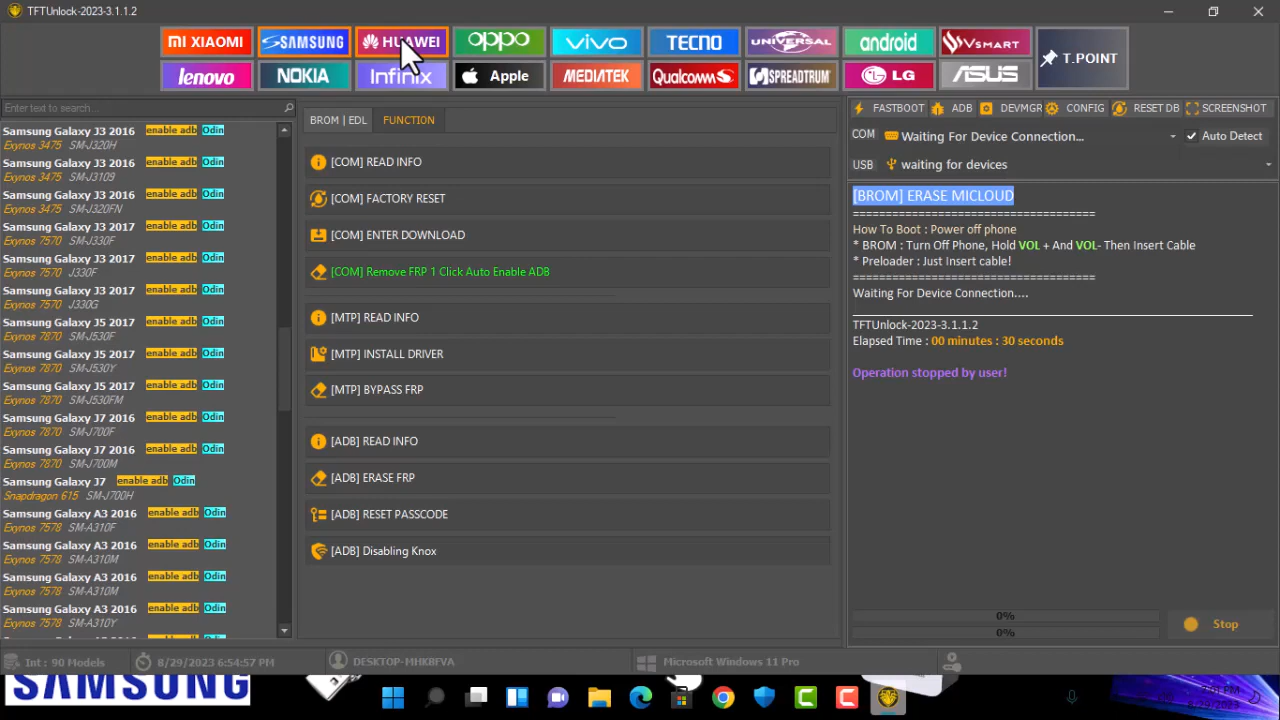 TFTUnlock-2023-3.1.1.2
MI XIAOMI SAMSUNG HUAWEI oppo vivo TECNO UNIVERSAL android VSMART T.POINT
lenovo NOKIA Infinix Apple MEDIATEK Qualcomm SPREADTRUM LG ASUS
Enter text to search...
Samsung Galaxy J3 2016 enable adb Odin
Exynos 3475 SM-J320H
Samsung Galaxy J3 2016 enable adb Odin
Exynos 3475 SM-J3109
Samsung Galaxy J3 2016 enable adb Odin
Exynos 3475 SM-J320FN
Samsung Galaxy J3 2017 enable adb Odin
Exynos 7570 SM-J330F
Samsung Galaxy J3 2017 enable adb Odin
Exynos 7570 J330F
Samsung Galaxy J3 2017 enable adb Odin
Exynos 7570 J330G
Samsung Galaxy J5 2017 enable adb Odin
Exynos 7870 SM-J530F
Samsung Galaxy J5 2017 enable adb Odin
Exynos 7870 SM-J530Y
Samsung Galaxy J5 2017 enable adb Odin
Exynos 7870 SM-J530FM
Samsung Galaxy J7 2016 enable adb Odin
Exynos 7870 SM-J700F
Samsung Galaxy J7 2016 enable adb Odin
Exynos 7870 SM-J700M
Samsung Galaxy J7 enable adb Odin
Snapdragon 615 SM-J700H
Samsung Galaxy A3 2016 enable adb Odin
Exynos 7578 SM-A310F
Samsung Galaxy A3 2016 enable adb Odin
Exynos 7578 SM-A310M
Samsung Galaxy A3 2016 enable adb Odin
Exynos 7578 SM-A310M
Samsung Galaxy A3 2016 enable adb Odin
Exynos 7578 SM-A310Y
BROM | EDL FUNCTION
[COM] READ INFO
[COM] FACTORY RESET
[COM] ENTER DOWNLOAD
[COM] Remove FRP 1 Click Auto Enable ADB
[MTP] READ INFO
[MTP] INSTALL DRIVER
[MTP] BYPASS FRP
[ADB] READ INFO
[ADB] ERASE FRP
[ADB] RESET PASSCODE
[ADB] Disabling Knox
FASTBOOT ADB DEVMGR CONFIG RESET DB SCREENSHOT
COM Waiting For Device Connection... Auto Detect
USB waiting for devices
[BROM] ERASE MICLOUD
=====================================
How To Boot : Power off phone
* BROM : Turn Off Phone, Hold VOL + And VOL- Then Insert Cable
* Preloader : Just Insert cable!
=====================================
Waiting For Device Connection....
TFTUnlock-2023-3.1.1.2
Elapsed Time : 00 minutes : 30 seconds
Operation stopped by user!
0%
0%
Stop
Int : 90 Models 8/29/2023 6:54:57 PM DESKTOP-MHKBFVA Microsoft Windows 11 Pro
SAMSUNG
8/29/2023